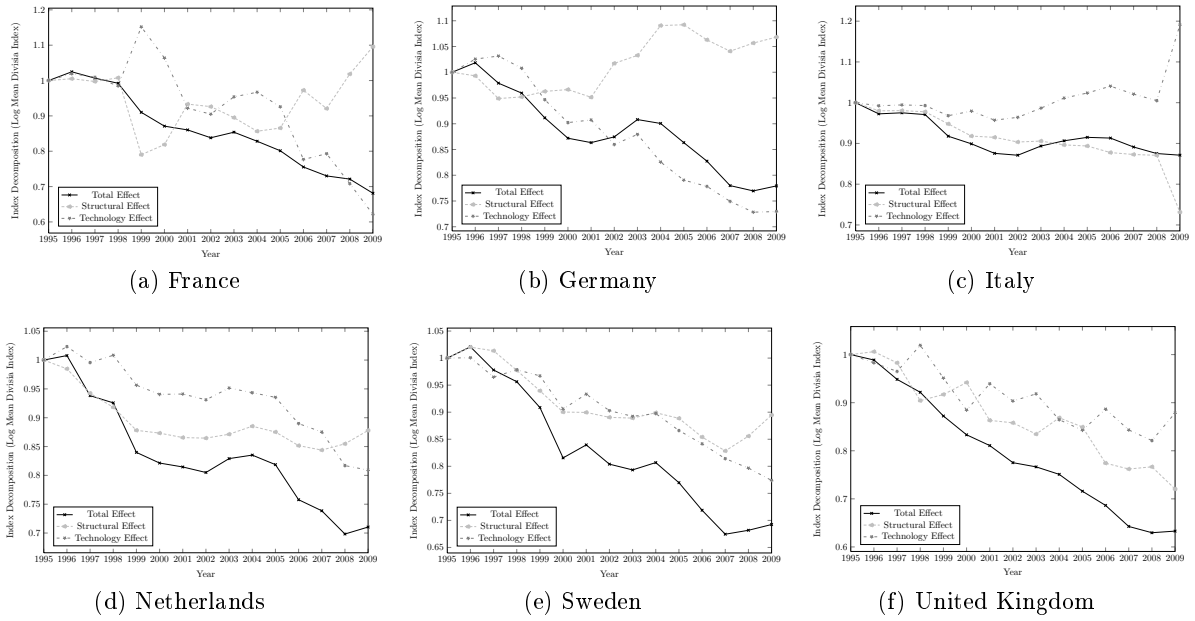 Index Decomposition (Log Mean Divisia Index)
1.2
1.1
1
0.9
0.8
0.7
0.6
Total Effect
Structural Effect
Technology Effect
1995 1996 1997 1998 1999 2000 2001 2002 2003 2004 2005 2006 2007 2008 2009
Year
(a) France
Index Decomposition (Log Mean Divisia Index)
1.1
1.05
1
0.95
0.9
0.85
0.8
0.75
0.7
Total Effect
Structural Effect
Technology Effect
1995 1996 1997 1998 1999 2000 2001 2002 2003 2004 2005 2006 2007 2008 2009
Year
(b) Germany
Index Decomposition (Log Mean Divisia Index)
1.2
1.1
1
0.9
0.8
0.7
Total Effect
Structural Effect
Technology Effect
1995 1996 1997 1998 1999 2000 2001 2002 2003 2004 2005 2006 2007 2008 2009
Year
(c) Italy
Index Decomposition (Log Mean Divisia Index)
1.05
1
0.95
0.9
0.85
0.8
0.75
0.7
Total Effect
Structural Effect
Technology Effect
1995 1996 1997 1998 1999 2000 2001 2002 2003 2004 2005 2006 2007 2008 2009
Year
(d) Netherlands
Index Decomposition (Log Mean Divisia Index)
1.05
1
0.95
0.9
0.85
0.8
0.75
0.7
0.65
Total Effect
Structural Effect
Technology Effect
1995 1996 1997 1998 1999 2000 2001 2002 2003 2004 2005 2006 2007 2008 2009
Year
(e) Sweden
Index Decomposition (Log Mean Divisia Index)
1
0.9
0.8
0.7
0.6
Total Effect
Structural Effect
Technology Effect
1995 1996 1997 1998 1999 2000 2001 2002 2003 2004 2005 2006 2007 2008 2009
Year
(f) United Kingdom